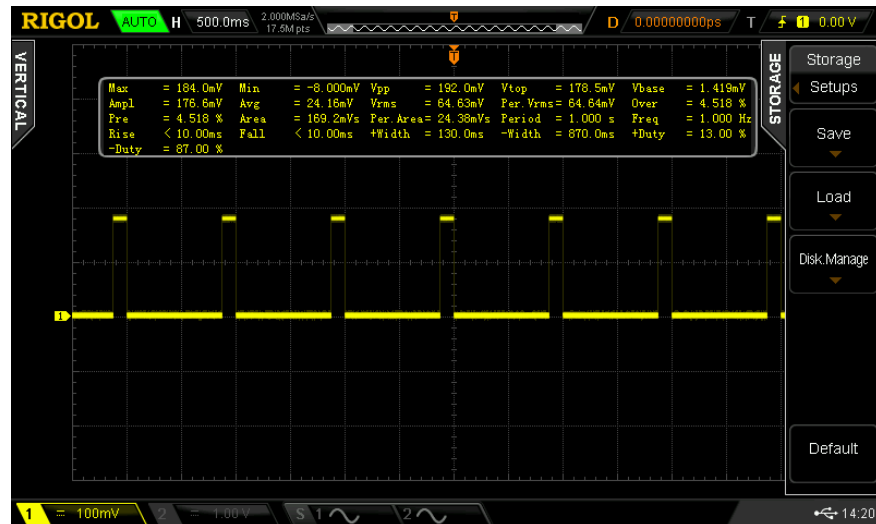 RIGOL AUTO H 500.0ms 2.000MSa/s 17.5M pts D 0.00000000ps T 1 0.00 V
VERTICAL
STORAGE
Max = 184.0mV Min = -8.000mV Vpp = 192.0mV Vtop = 178.5mV Vbase = 1.419mV
Ampl = 176.6mV Avg = 24.16mV Vrms = 64.63mV Per.Vrms= 64.64mV Over = 4.518 %
Pre = 4.518 % Area = 169.2mVs Per.Area= 24.38mVs Period = 1.000 s Freq = 1.000 Hz
Rise < 10.00ms Fall < 10.00ms +Width = 130.0ms -Width = 870.0ms +Duty = 13.00 %
-Duty = 87.00 %
Storage
Setups
Save
Load
Disk.Manage
Default
T
1
1 = 100mV 2 = 1.00 V S 1 2 14:20